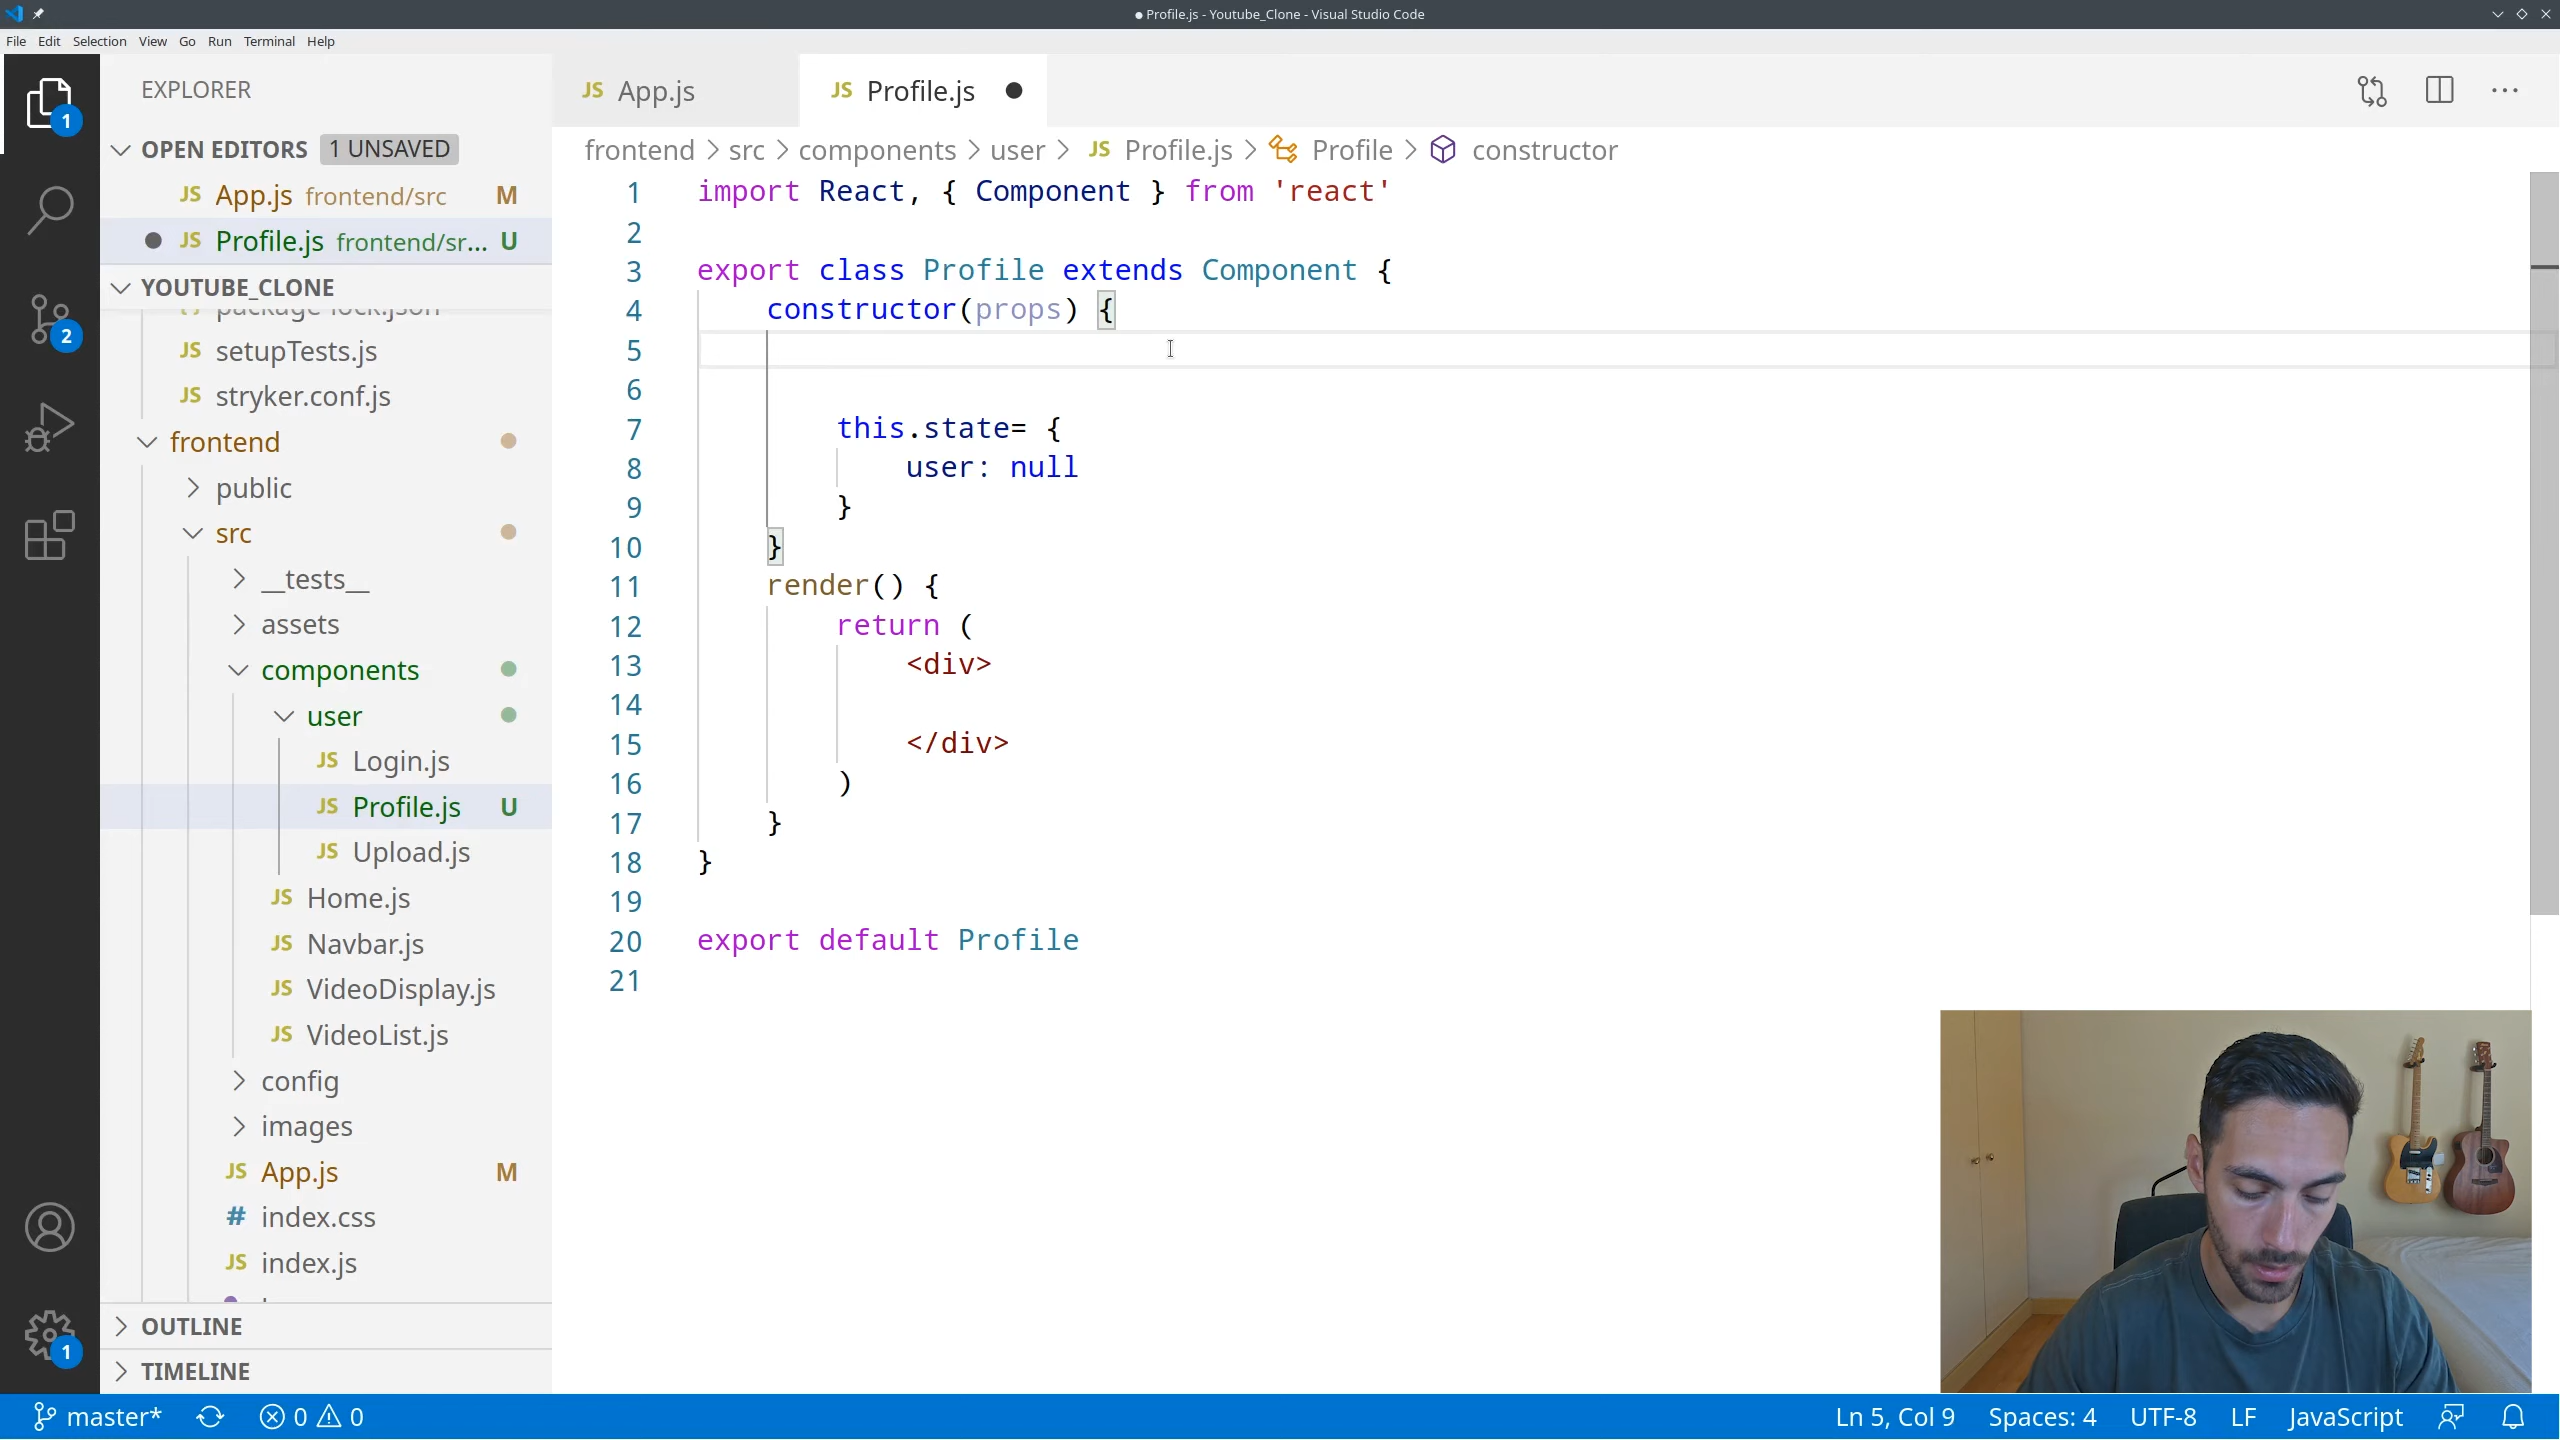 Profile.js - Youtube_Clone - Visual Studio Code
File Edit Selection View Go Run Terminal Help
EXPLORER
OPEN EDITORS 1 UNSAVED
JS App.js frontend/src M
JS Profile.js frontend/sr... U
YOUTUBE_CLONE
package-lock.json
JS setupTests.js
JS stryker.conf.js
frontend
public
src
__tests__
assets
components
user
JS Login.js
JS Profile.js U
JS Upload.js
JS Home.js
JS Navbar.js
JS VideoDisplay.js
JS VideoList.js
config
images
JS App.js M
# index.css
JS index.js
OUTLINE
TIMELINE
1
2
1
JS App.js
JS Profile.js
frontend > src > components > user > JS Profile.js > Profile > constructor
1 import React, { Component } from 'react'
2
3 export class Profile extends Component {
4 constructor(props) {
5
6
7 this.state= {
8 user: null
9 }
10 }
11 render() {
12 return (
13 <div>
14
15 </div>
16 )
17 }
18 }
19
20 export default Profile
21
master* 0 0 Ln 5, Col 9 Spaces: 4 UTF-8 LF JavaScript